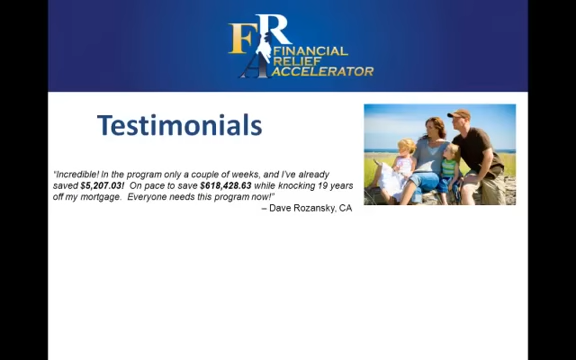 FR
FINANCIAL
RELIEF
ACCELERATOR
Testimonials
“Incredible! In the program only a couple of weeks, and I’ve already
saved $5,207.03!  On pace to save $618,428.63 while knocking 19 years
off my mortgage.  Everyone needs this program now!”
– Dave Rozansky, CA